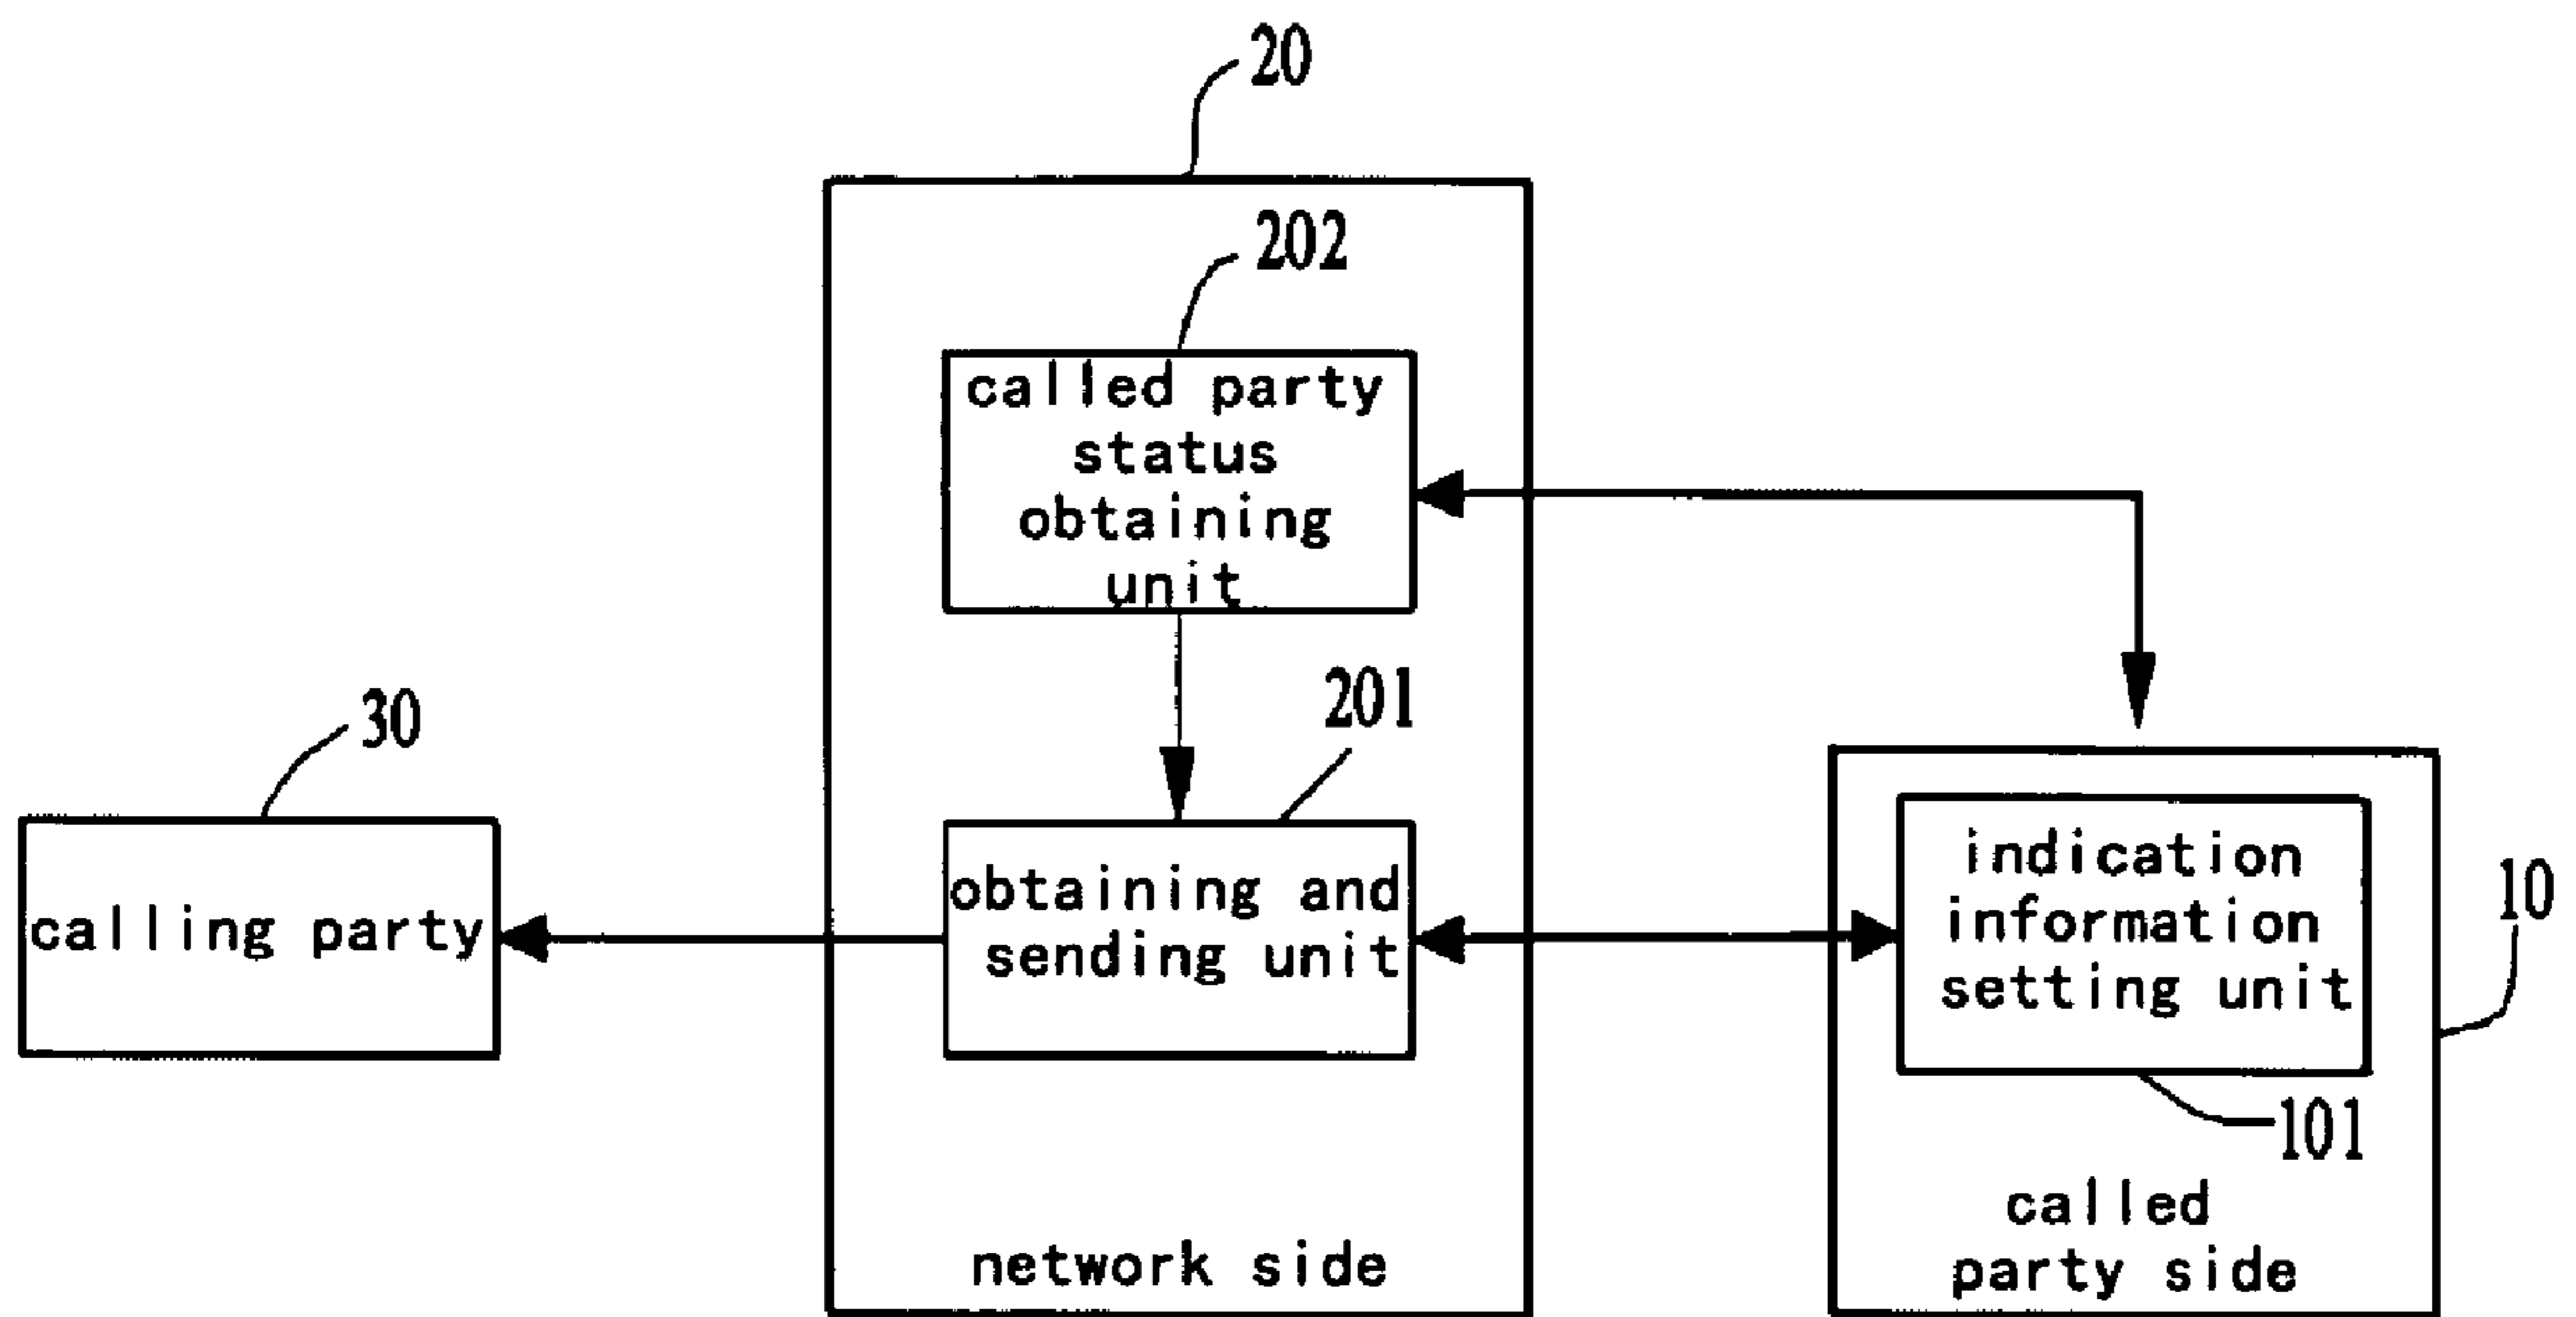 20
202
called party
status
obtaining
unit
201
30
calling party
obtaining and
sending unit
indication
information
setting unit
10
101
called
party side
network side